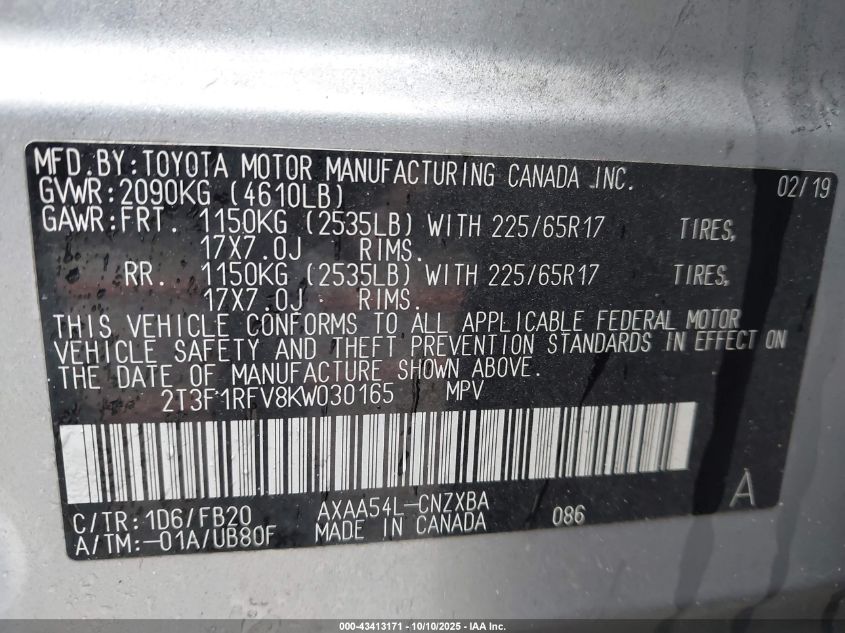 MFD.BY:TOYOTA MOTOR MANUFACTURING CANADA INC. 02/19
GVWR:2090KG (4610LB)
GAWR:FRT. 1150KG (2535LB) WITH 225/65R17 TIRES,
17X7.0J RIMS.
RR. 1150KG (2535LB) WITH 225/65R17 TIRES,
17X7.0J RIMS.
THIS VEHICLE CONFORMS TO ALL APPLICABLE FEDERAL MOTOR
VEHICLE SAFETY AND THEFT PREVENTION STANDARDS IN EFFECT ON
THE DATE OF MANUFACTURE SHOWN ABOVE.
2T3F1RFV8KW030165 MPV
C/TR:1D6/FB20 AXAA54L-CNZXBA 086 A
A/TM:-01A/UB80F MADE IN CANADA
000-43413171 - 10/10/2025 - IAA Inc.